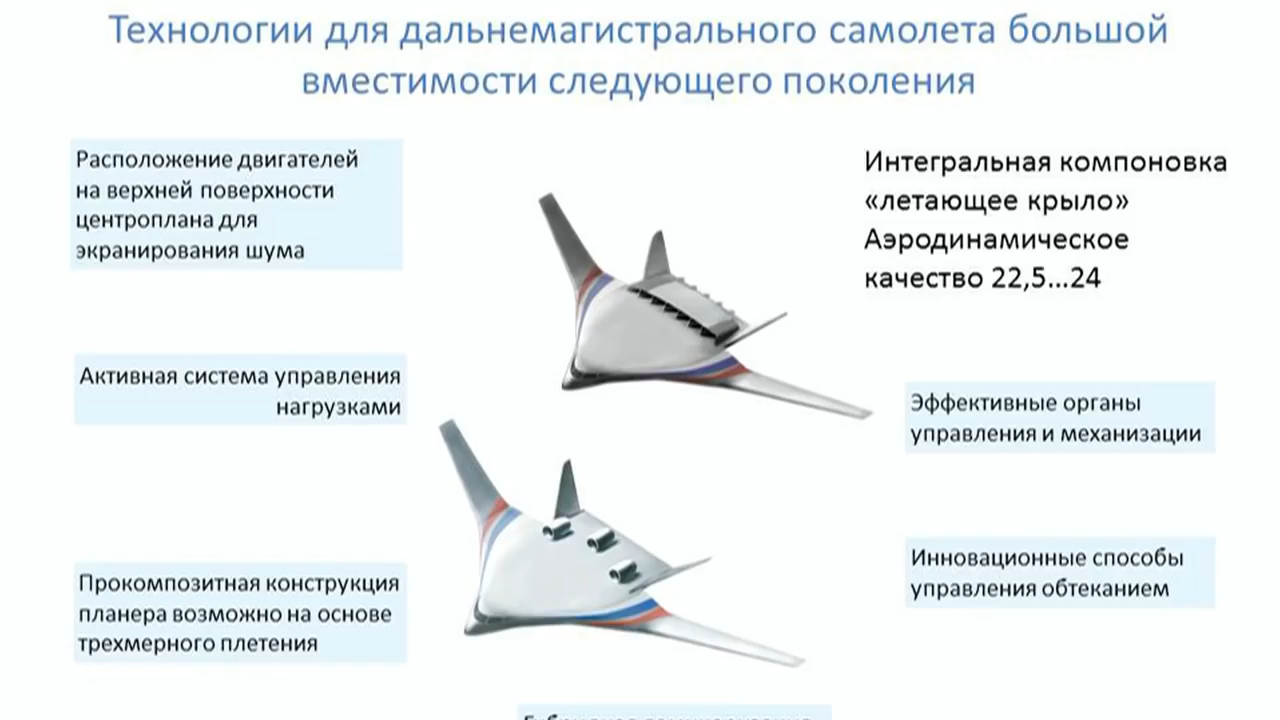 Технологии для дальнемагистрального самолета большой
вместимости следующего поколения
Расположение двигателей
на верхней поверхности
центроплана для
экранирования шума
Интегральная компоновка
«летающее крыло»
Аэродинамическое
качество 22,5...24
Активная система управления
нагрузками
Эффективные органы
управления и механизации
Инновационные способы
управления обтеканием
Прокомпозитная конструкция
планера возможно на основе
трехмерного плетения